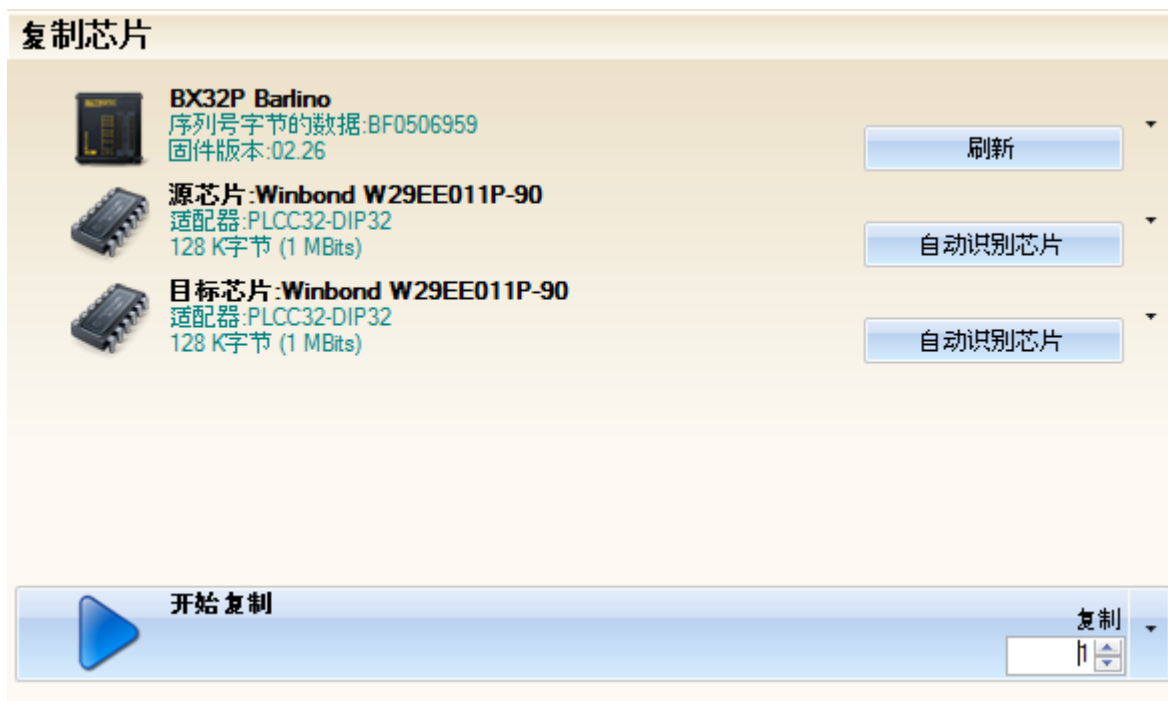 复制芯片
BX32P Barlino
序列号字节的数据:BF0506959
固件版本:02.26
刷新
源芯片:Winbond W29EE011P-90
适配器:PLCC32-DIP32
128 K字节 (1 MBits)
自动识别芯片
目标芯片:Winbond W29EE011P-90
适配器:PLCC32-DIP32
128 K字节 (1 MBits)
自动识别芯片
开始复制
复制
1